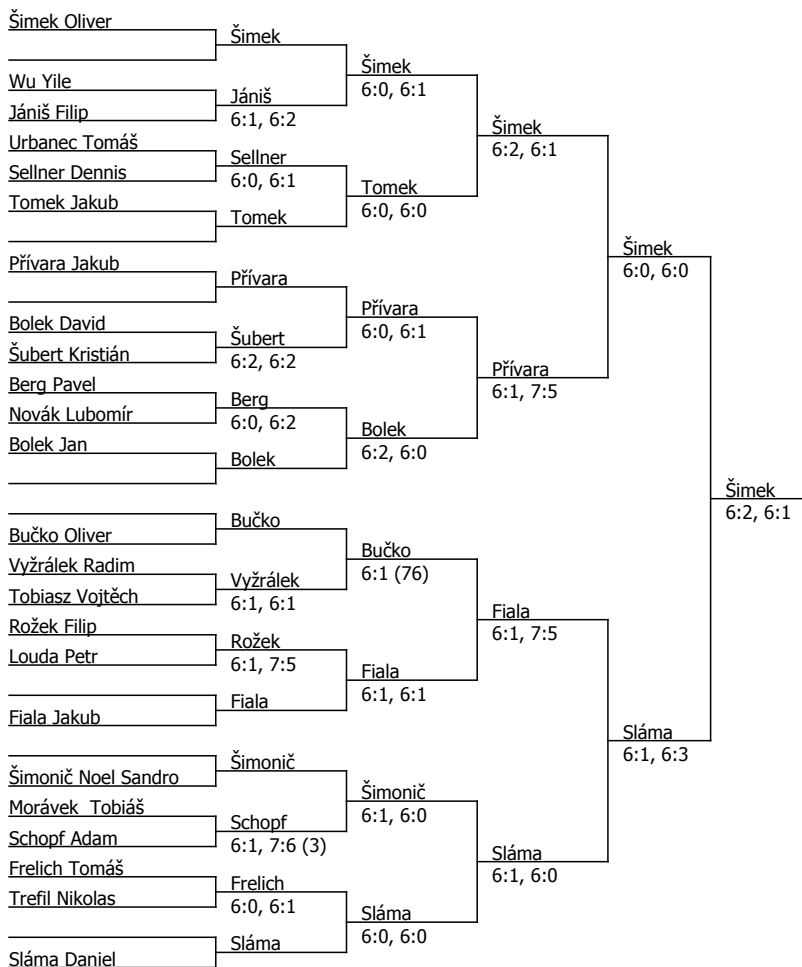 Šimek Oliver
Šimek
Šimek
6:0, 6:1
Wu Yile
Jániš
6:1, 6:2
Jániš Filip
Šimek
6:2, 6:1
Urbanec Tomáš
Sellner
6:0, 6:1
Sellner Dennis
Tomek
6:0, 6:0
Tomek Jakub
Tomek
Šimek
6:0, 6:0
Přívara Jakub
Přívara
Přívara
6:0, 6:1
Bolek David
Šubert
6:2, 6:2
Šubert Kristián
Přívara
6:1, 7:5
Berg Pavel
Berg
6:0, 6:2
Novák Lubomír
Bolek
6:2, 6:0
Bolek Jan
Bolek
Šimek
6:2, 6:1
Bučko
Bučko Oliver
Bučko
6:1 (76)
Vyžrálek Radim
Vyžrálek
6:1, 6:1
Tobiasz Vojtěch
Fiala
6:1, 7:5
Rožek Filip
Rožek
6:1, 7:5
Louda Petr
Fiala
6:1, 6:1
Fiala
Fiala Jakub
Sláma
6:1, 6:3
Šimonič
Šimonič Noel Sandro
Šimonič
6:1, 6:0
Morávek Tobiáš
Schopf
6:1, 7:6 (3)
Schopf Adam
Sláma
6:1, 6:0
Frelich Tomáš
Frelich
6:0, 6:1
Trefil Nikolas
Sláma
6:0, 6:0
Sláma
Sláma Daniel